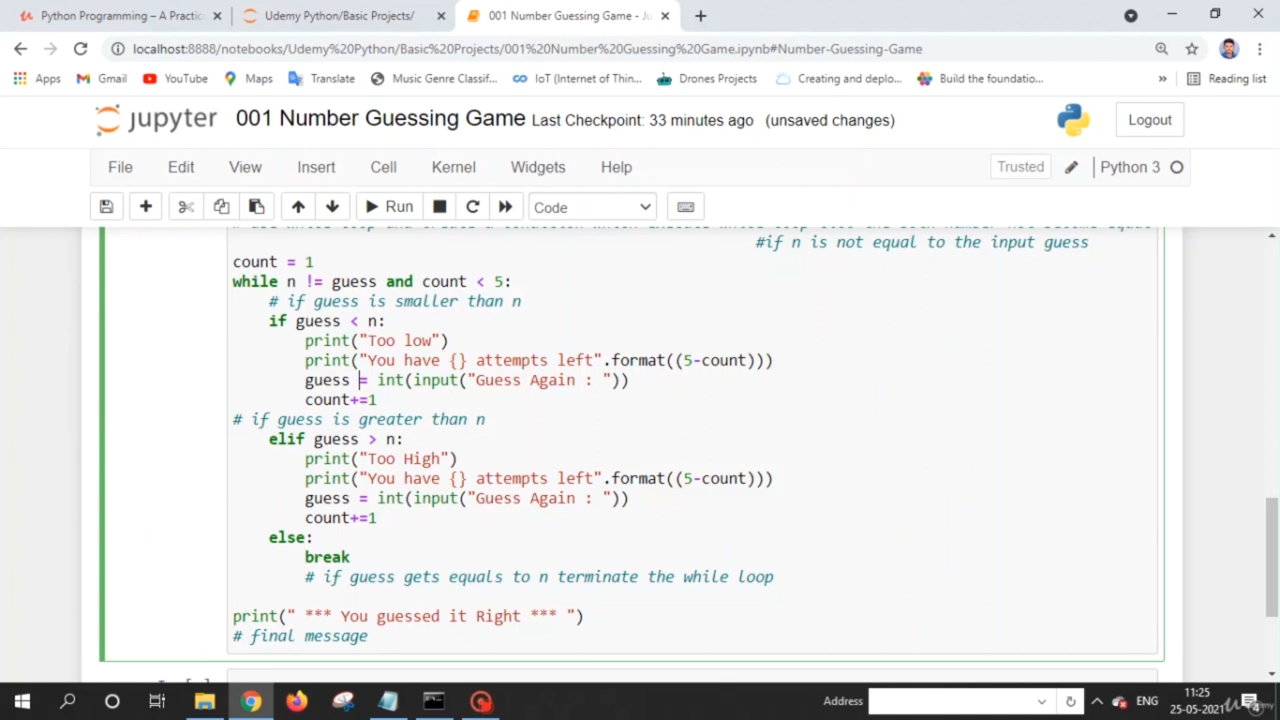 Python Programming – A Practic
Udemy Python/Basic Projects/
001 Number Guessing Game - Ju
localhost:8888/notebooks/Udemy%20Python/Basic%20Projects/001%20Number%20Guessing%20Game.ipynb#Number-Guessing-Game
Apps Gmail YouTube Maps Translate Music Genre Classif... IoT (Internet of Thin... Drones Projects Creating and deplo... Build the foundatio... » Reading list
jupyter 001 Number Guessing Game Last Checkpoint: 33 minutes ago (unsaved changes) Logout
File Edit View Insert Cell Kernel Widgets Help Trusted Python 3
Run Code
#if n is not equal to the input guess
count = 1
while n != guess and count < 5:
# if guess is smaller than n
if guess < n:
print("Too low")
print("You have {} attempts left".format((5-count)))
guess = int(input("Guess Again : "))
count+=1
# if guess is greater than n
elif guess > n:
print("Too High")
print("You have {} attempts left".format((5-count)))
guess = int(input("Guess Again : "))
count+=1
else:
break
# if guess gets equals to n terminate the while loop
print(" *** You guessed it Right *** ")
# final message
Address ENG 11:25
25-05-2021